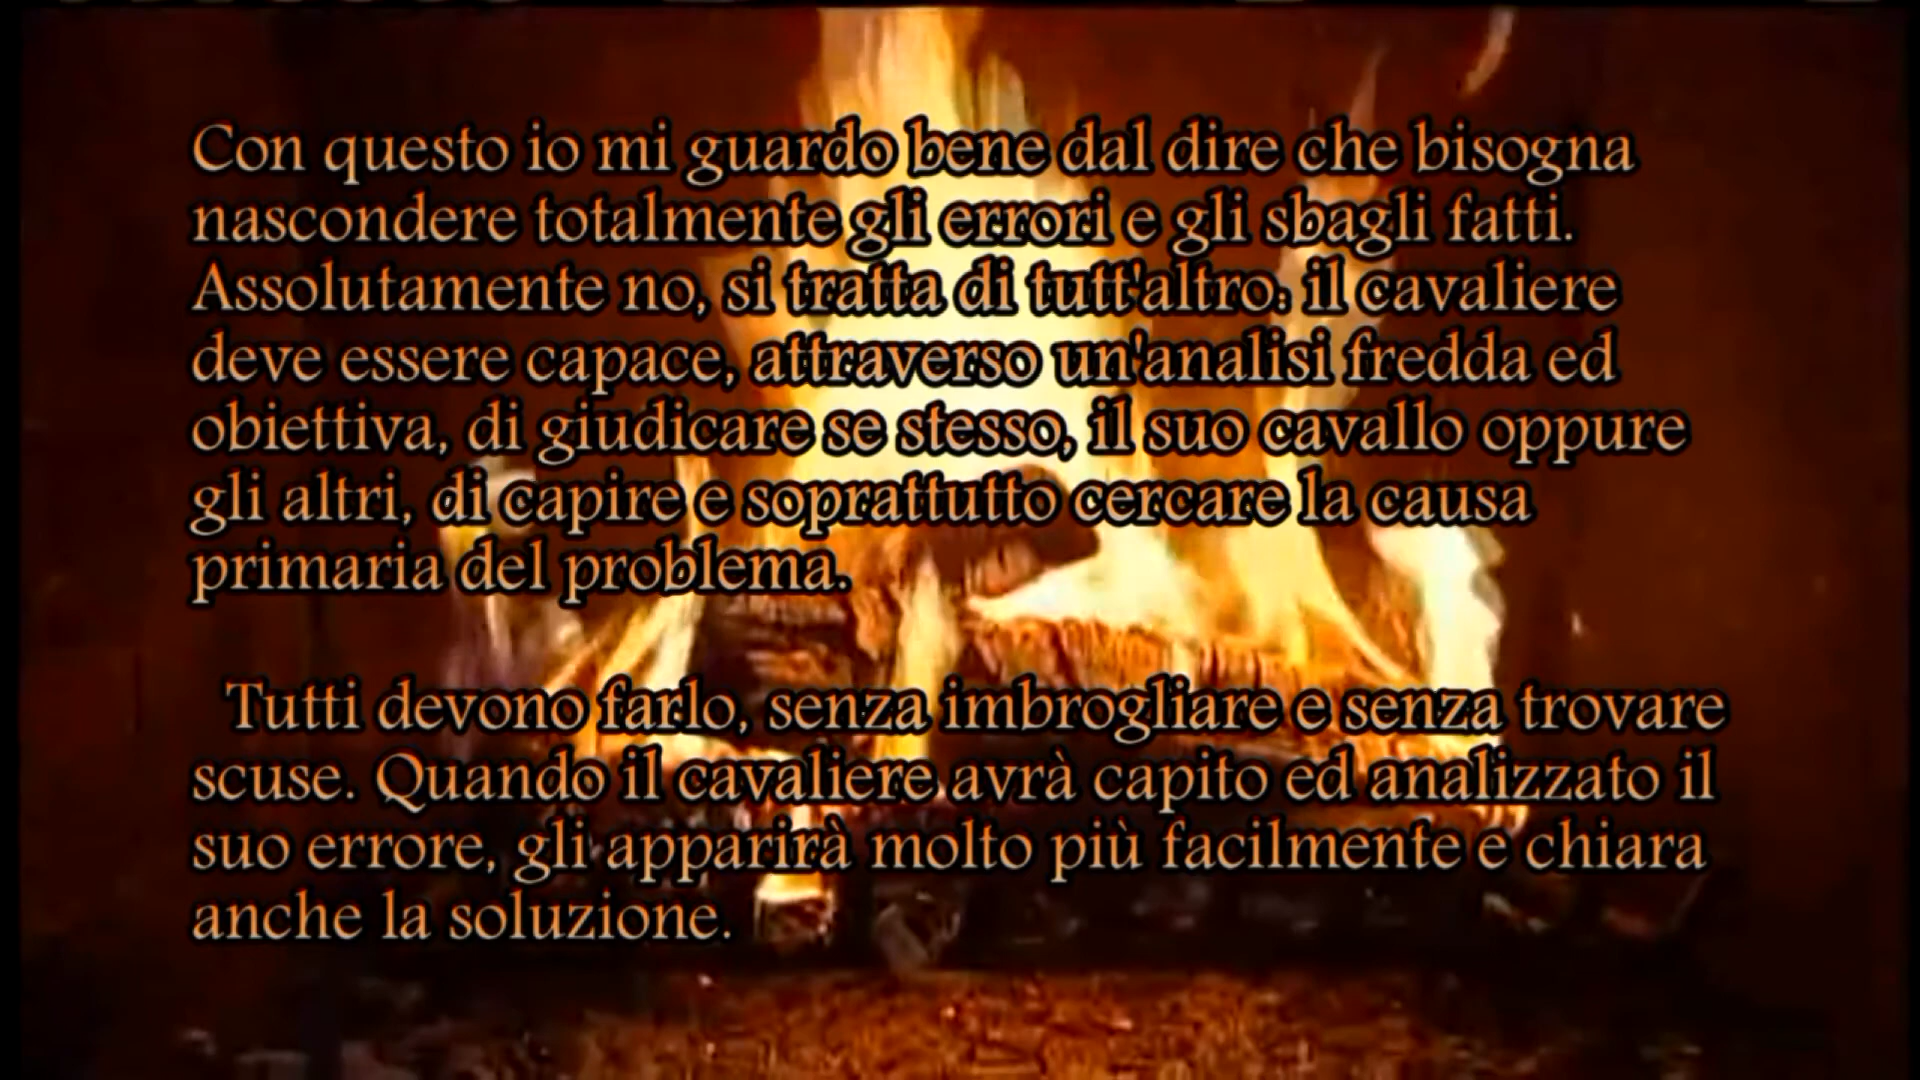 Con questo io mi guardo bene dal dire che bisogna
nascondere totalmente gli errori e gli sbagli fatti.
Assolutamente no, si tratta di tutt'altro: il cavaliere
deve essere capace, attraverso un'analisi fredda ed
obiettiva, di giudicare se stesso, il suo cavallo oppure
gli altri, di capire e soprattutto cercare la causa
primaria del problema.
Tutti devono farlo, senza imbrogliare e senza trovare
scuse. Quando il cavaliere avrà capito ed analizzato il
suo errore, gli apparirà molto più facilmente e chiara
anche la soluzione.